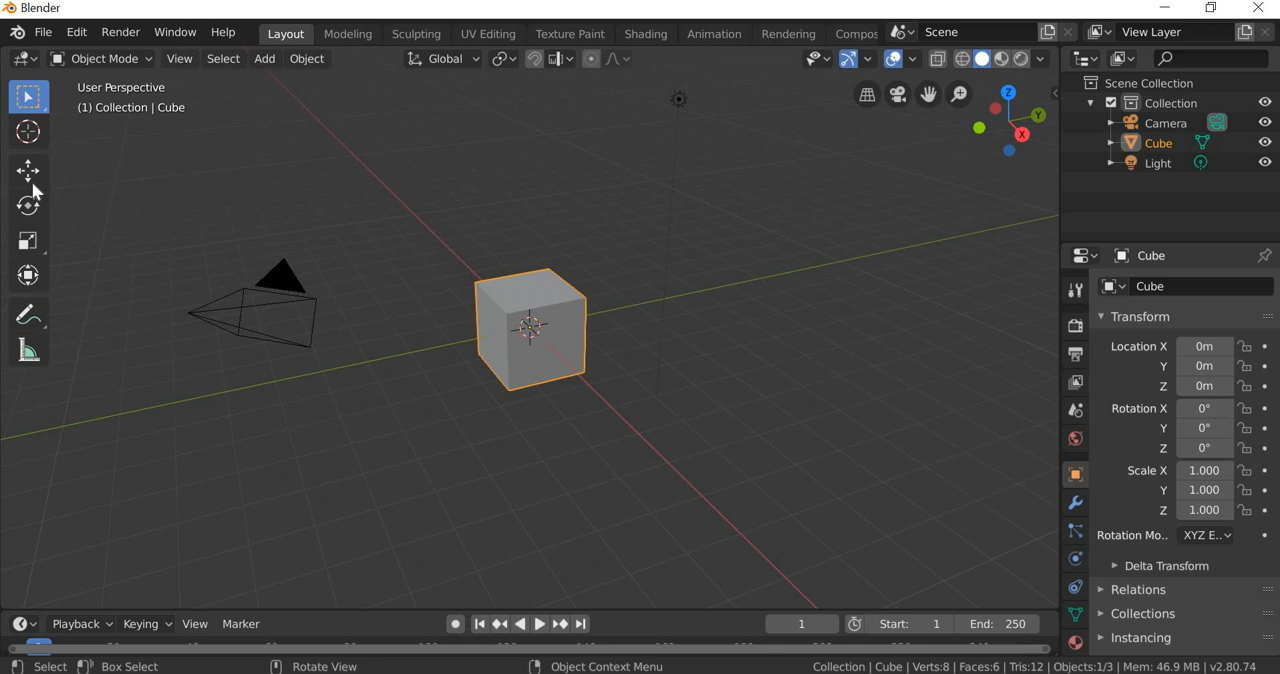 Blender
File Edit Render Window Help Layout Modeling Sculpting UV Editing Texture Paint Shading Animation Rendering Compos Scene View Layer
Object Mode View Select Add Object Global
User Perspective
(1) Collection | Cube
Z
Y
X
Scene Collection
Collection
Camera
Cube
Light
Cube
Cube
Transform
Location X 0m
Y 0m
Z 0m
Rotation X 0°
Y 0°
Z 0°
Scale X 1.000
Y 1.000
Z 1.000
Rotation Mo.. XYZ E..
Delta Transform
Relations
Collections
Instancing
Playback Keying View Marker 1 Start: 1 End: 250
Select Box Select Rotate View Object Context Menu Collection | Cube | Verts:8 | Faces:6 | Tris:12 | Objects:1/3 | Mem: 46.9 MB | v2.80.74